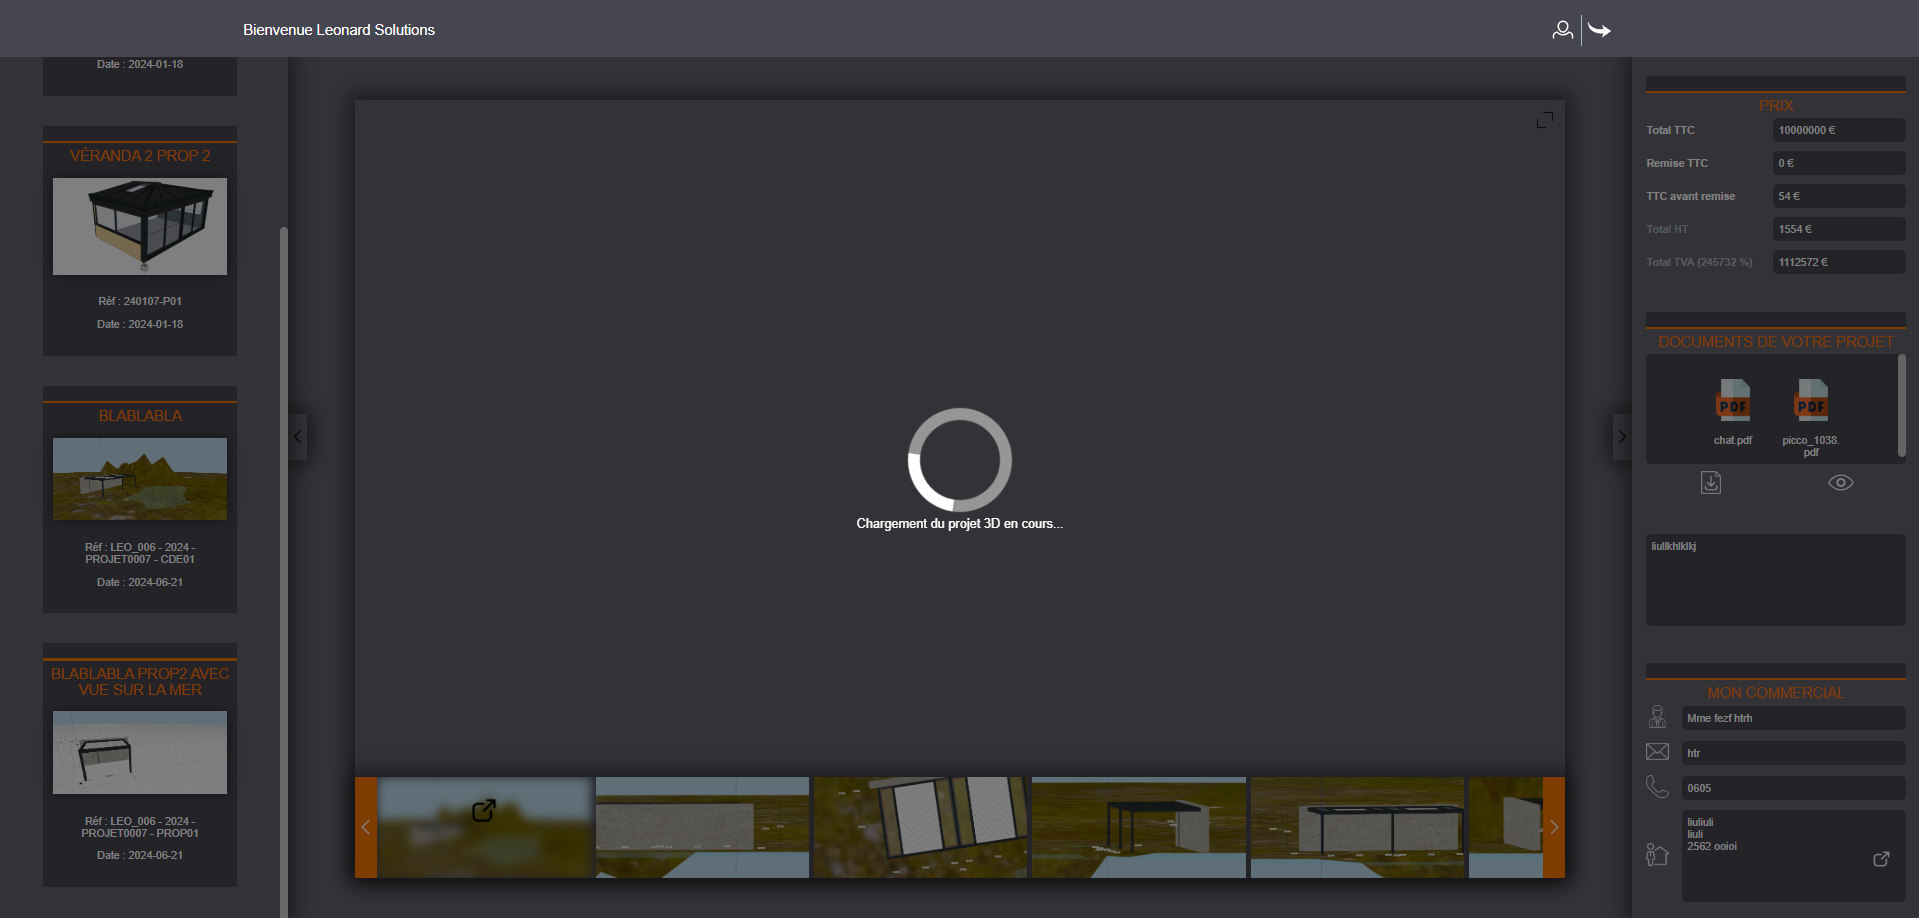 Bienvenue Leonard Solutions
Date : 2024-01-18
VÉRANDA 2 PROP 2
Réf : 240107-P01
Date : 2024-01-18
BLABLABLA
Réf : LEO_006 - 2024 -
PROJET0007 - CDE01
Date : 2024-06-21
BLABLABLA PROP2 AVEC
VUE SUR LA MER
Réf : LEO_006 - 2024 -
PROJET0007 - PROP01
Date : 2024-06-21
Chargement du projet 3D en cours...
PRIX
Total TTC 10000000 €
Remise TTC 0 €
TTC avant remise 54 €
Total HT 1554 €
Total TVA (245732 %) 1112572 €
DOCUMENTS DE VOTRE PROJET
PDF PDF
chat.pdf picco_1038.
pdf
liullkhlklkj
MON COMMERCIAL
Mme fezf htrh
htr
0605
liuliuli
liuli
2562 ooioi